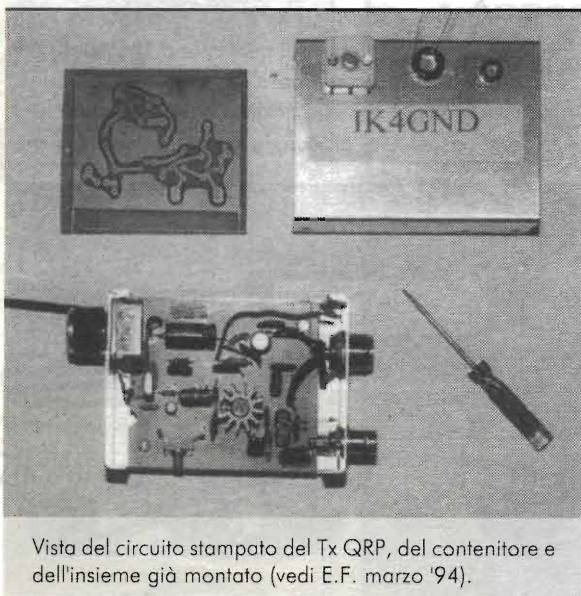 IK4GND
Vista del circuito stampato del Tx QRP, del contenitore e
dell'insieme già montato (vedi E.F. marzo '94).